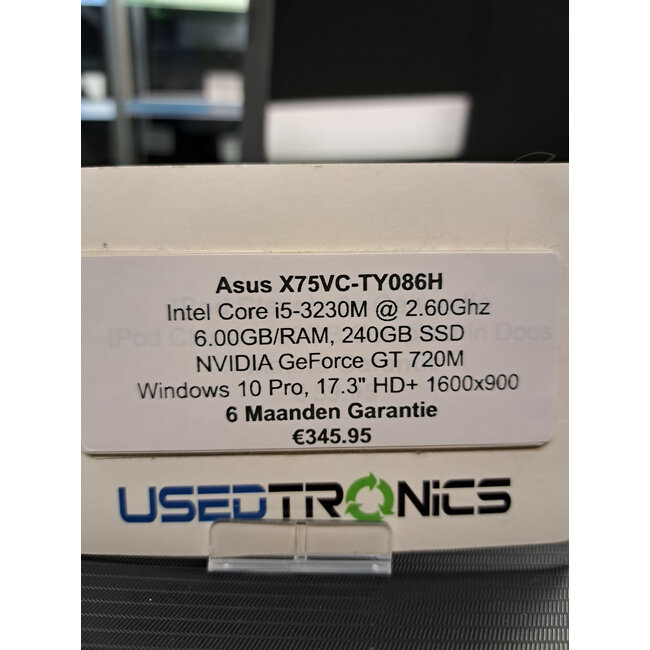 Asus X75VC-TY086H
Intel Core i5-3230M @ 2.60Ghz
6.00GB/RAM, 240GB SSD
NVIDIA GeForce GT 720M
Windows 10 Pro, 17.3" HD+ 1600x900
6 Maanden Garantie
€345.95
USEDTRONiCS